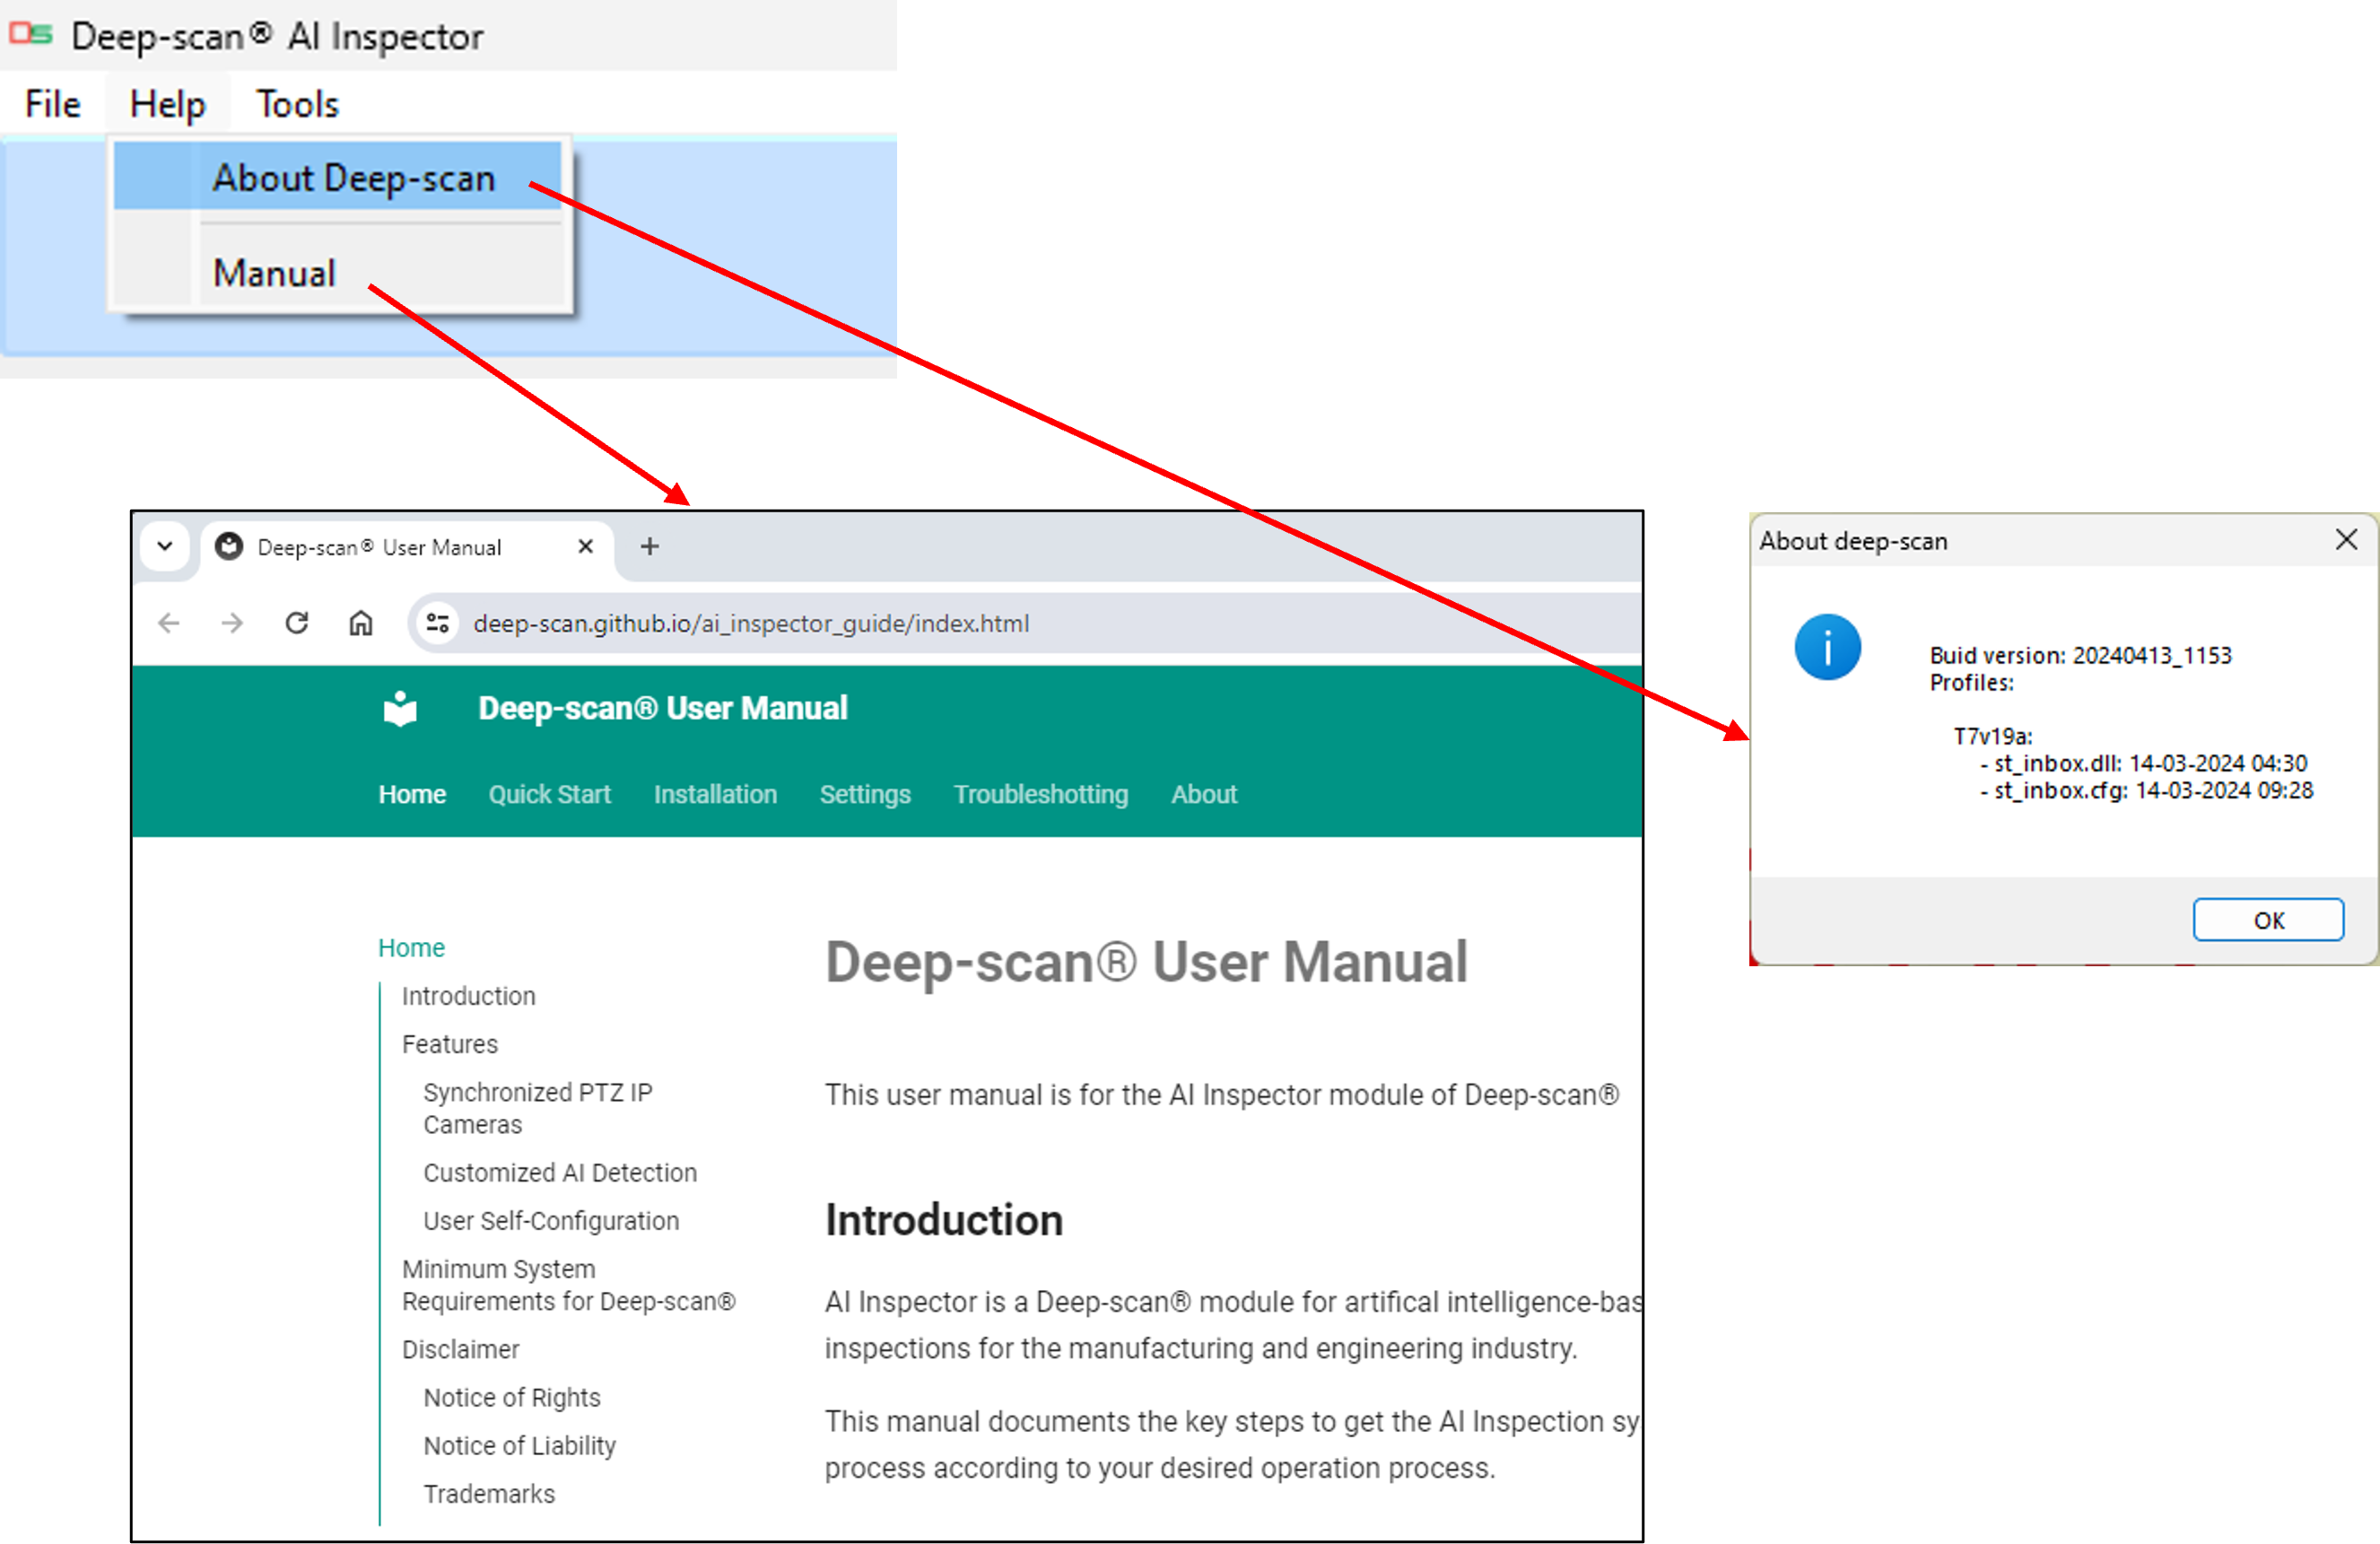 DS Deep-scan® AI Inspector
File Help Tools
About Deep-scan
Manual
Deep-scan® User Manual
deep-scan.github.io/ai_inspector_guide/index.html
Deep-scan® User Manual
Home Quick Start Installation Settings Troubleshotting About
Home
Introduction
Features
Synchronized PTZ IP
Cameras
Customized AI Detection
User Self-Configuration
Minimum System
Requirements for Deep-scan®
Disclaimer
Notice of Rights
Notice of Liability
Trademarks
Deep-scan® User Manual
This user manual is for the AI Inspector module of Deep-scan®
Introduction
AI Inspector is a Deep-scan® module for artifical intelligence-bas
inspections for the manufacturing and engineering industry.
This manual documents the key steps to get the AI Inspection sy
process according to your desired operation process.
About deep-scan
Buid version: 20240413_1153
Profiles:
T7v19a:
- st_inbox.dll: 14-03-2024 04:30
- st_inbox.cfg: 14-03-2024 09:28
OK